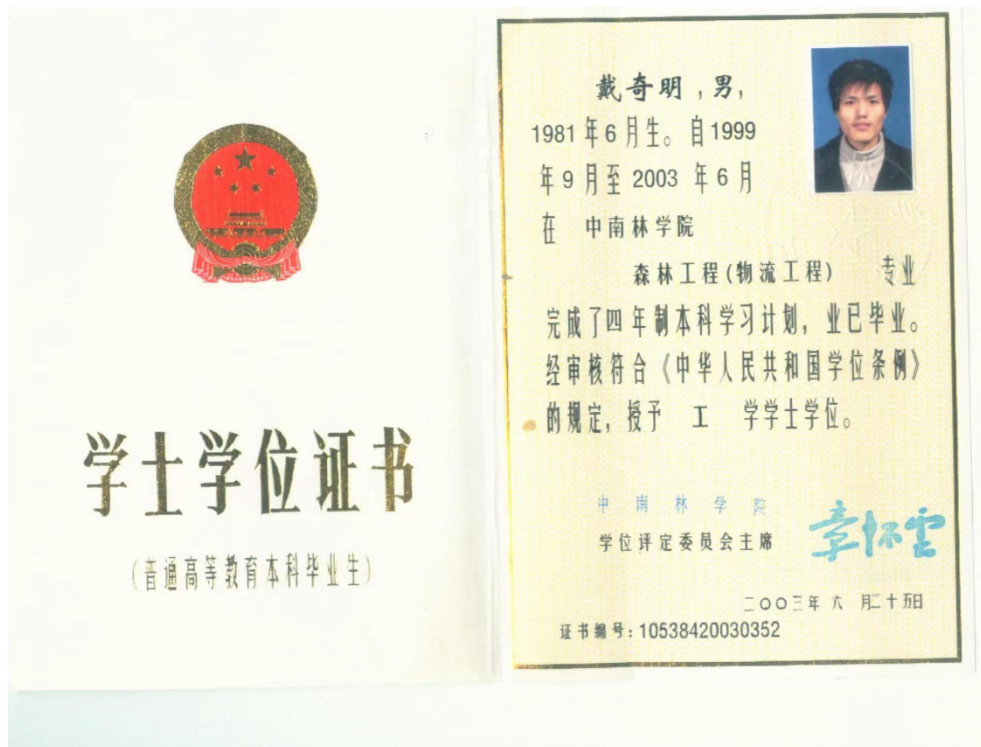 学士学位证书
(普通高等教育本科毕业生)
戴奇明,男,
1981年6月生。自1999
年9月至2003年6月
在 中南林学院
森林工程(物流工程) 专业
完成了四年制本科学习计划,业已毕业。
经审核符合《中华人民共和国学位条例》
的规定,授予 工 学学士学位。
中南林学院
学位评定委员会主席 章怀云
二〇〇三年六月二十五日
证书编号:10538420030352